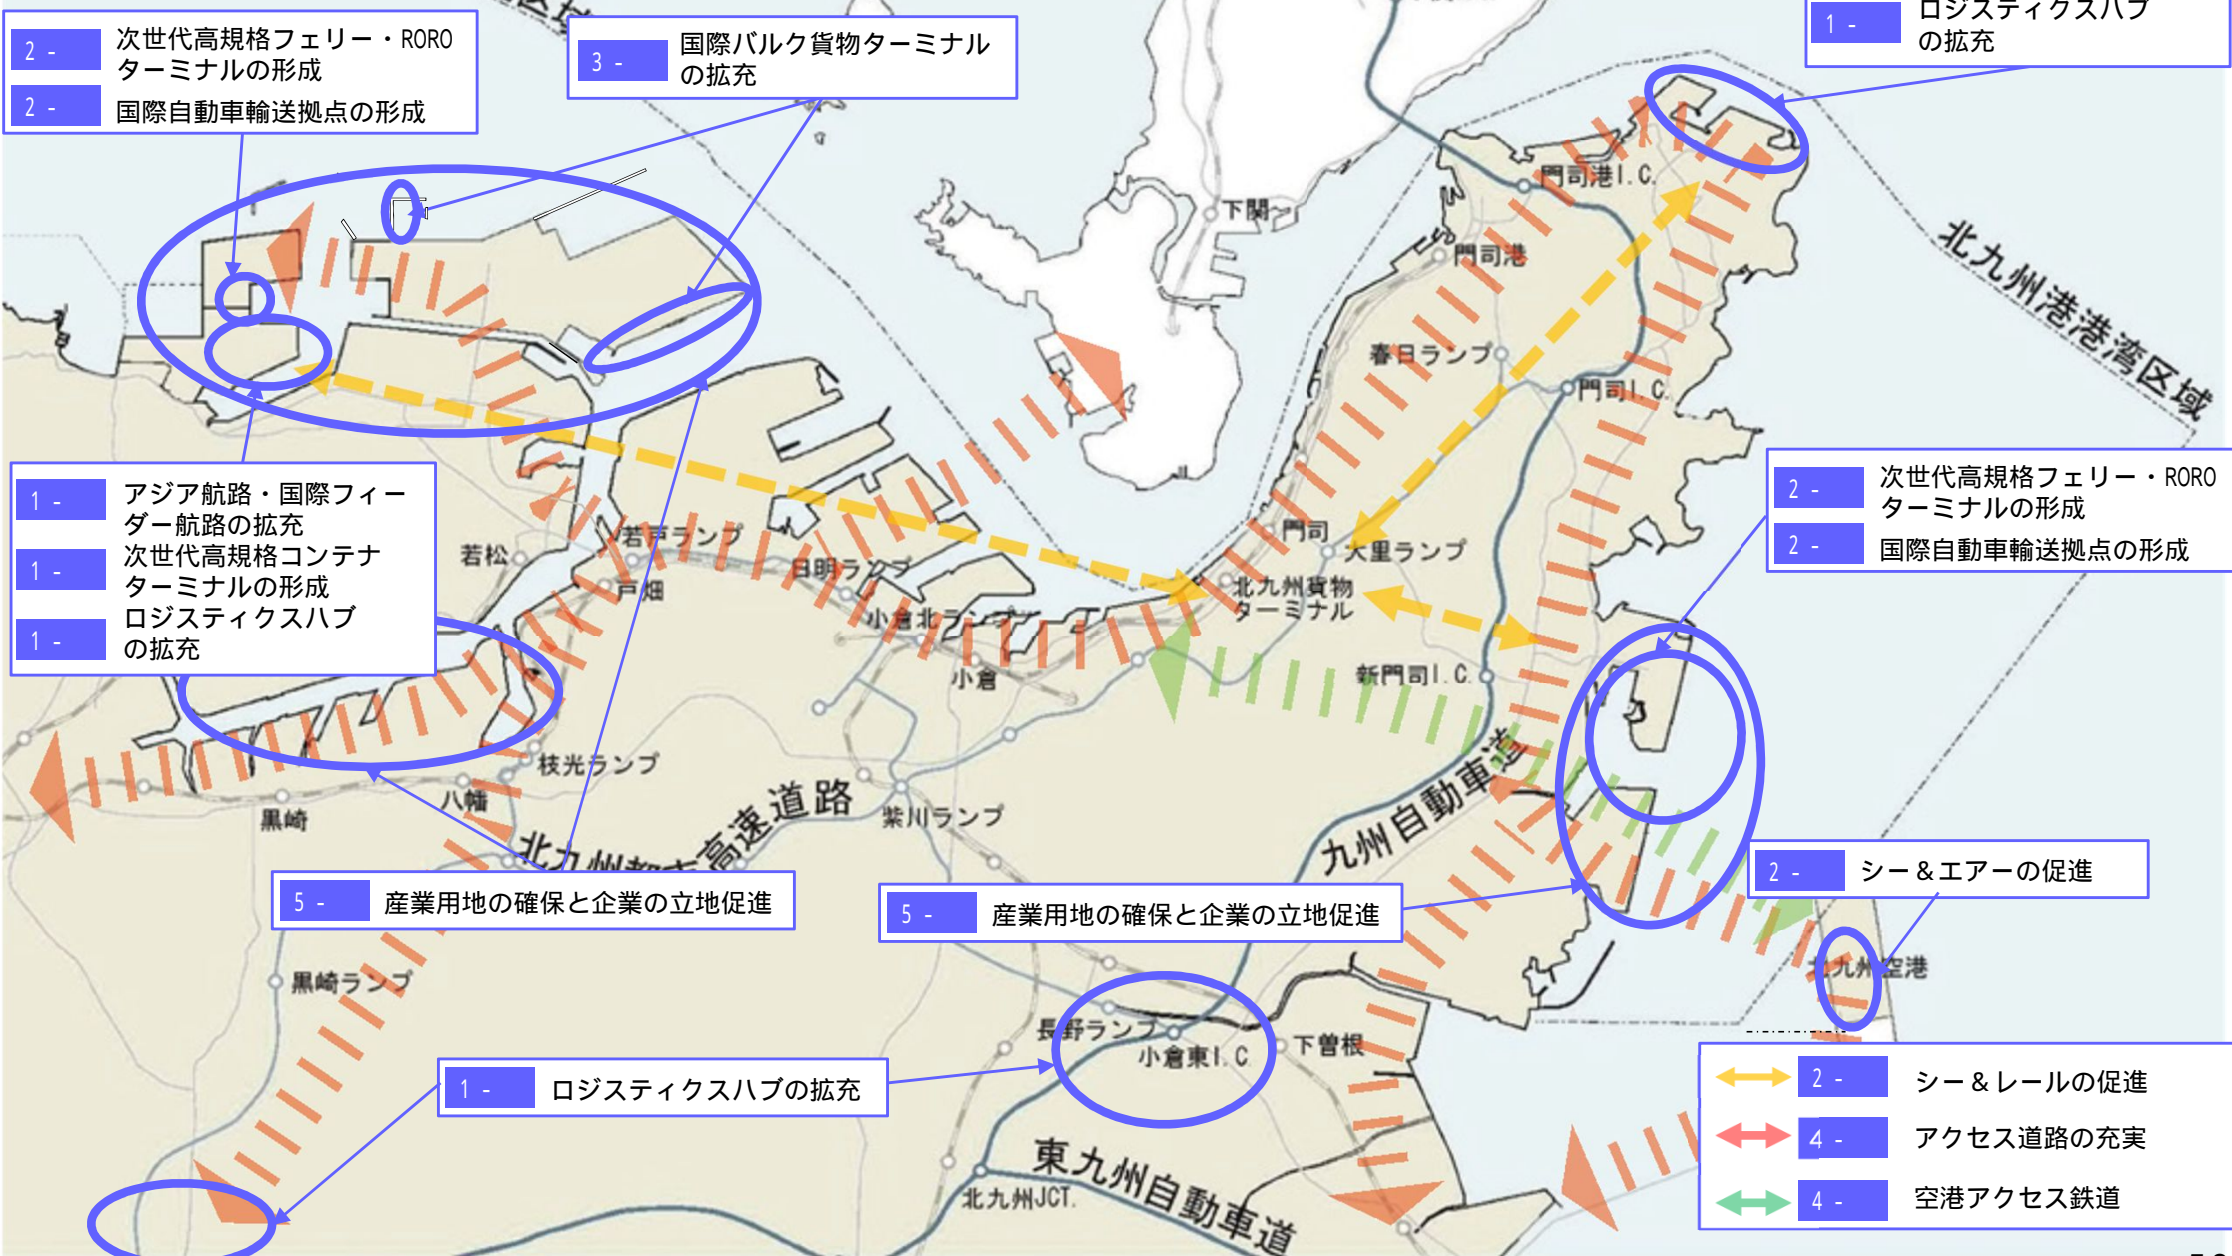 2 -
次世代高規格フェリー・RORO
ターミナルの形成
2 -
国際自動車輸送拠点の形成
3 -
国際バルク貨物ターミナル
の拡充
1 -
ロジスティクスハブ
の拡充
区域
下関
門司港I.C.
門司港
北九州港港湾区域
春日ランプ
門司I.C.
1 -
アジア航路・国際フィー
ダー航路の拡充
1 -
次世代高規格コンテナ
ターミナルの形成
1 -
ロジスティクスハブ
の拡充
2 -
次世代高規格フェリー・RORO
ターミナルの形成
2 -
国際自動車輸送拠点の形成
若松
若戸ランプ
戸畑
日明ランプ
小倉北ランプ
小倉
門司
大里ランプ
北九州貨物
ターミナル
新門司I.C.
枝光ランプ
八幡
黒崎
北九州都市高速道路
紫川ランプ
九州自動車道
5 -
産業用地の確保と企業の立地促進
5 -
産業用地の確保と企業の立地促進
2 -
シー＆エアーの促進
黒崎ランプ
北九州空港
長野ランプ
小倉東I.C.
下曽根
1 -
ロジスティクスハブの拡充
北九州JCT.
東九州自動車道
2 -
シー＆レールの促進
4 -
アクセス道路の充実
4 -
空港アクセス鉄道